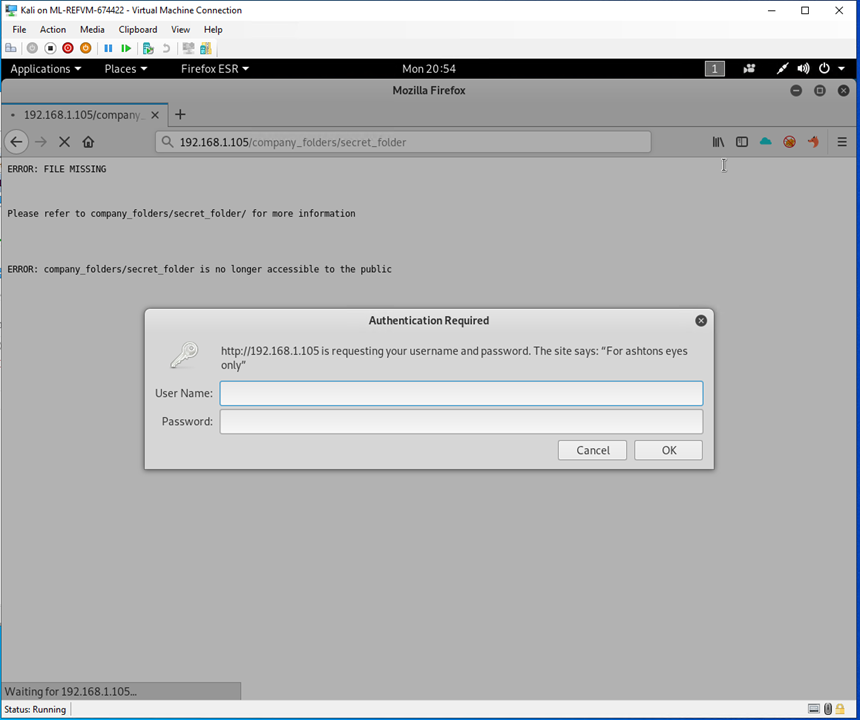 Kali on ML-REFVM-674422 - Virtual Machine Connection
File Action Media Clipboard View Help
Applications Places Firefox ESR Mon 20:54 1
Mozilla Firefox
192.168.1.105/company_
192.168.1.105/company_folders/secret_folder
ERROR: FILE MISSING
Please refer to company_folders/secret_folder/ for more information
ERROR: company_folders/secret_folder is no longer accessible to the public
Authentication Required
http://192.168.1.105 is requesting your username and password. The site says: “For ashtons eyes
only”
User Name:
Password:
Cancel OK
Waiting for 192.168.1.105...
Status: Running